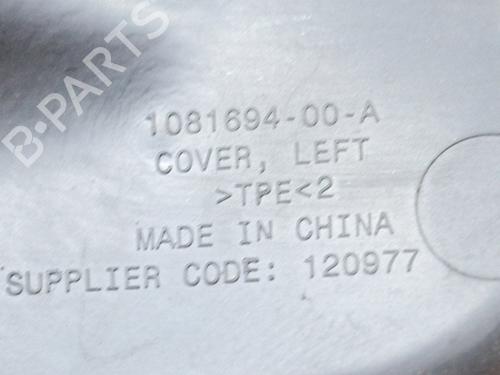 B-PARTS
1081694-00-A
COVER, LEFT
>TPE<2
MADE IN CHINA
SUPPLIER CODE: 120977